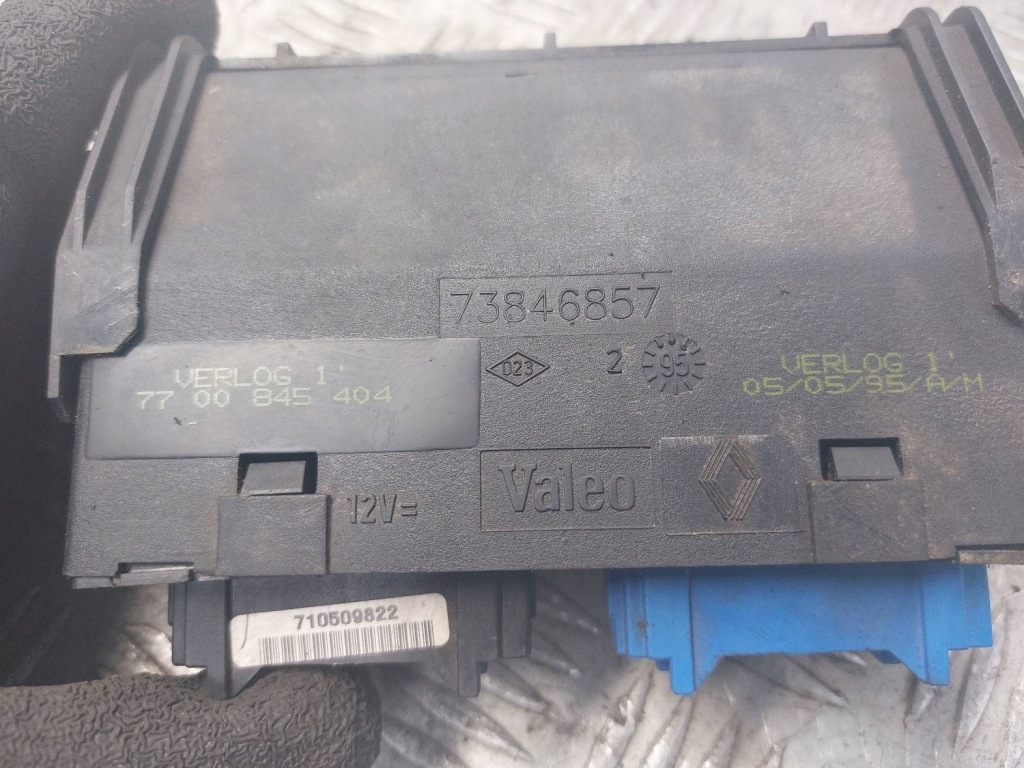 73846857
VERLOG 1'
77 00 845 404
D23
2
95
VERLOG 1'
05/05/95/A/M
12V=
Valeo
710509822